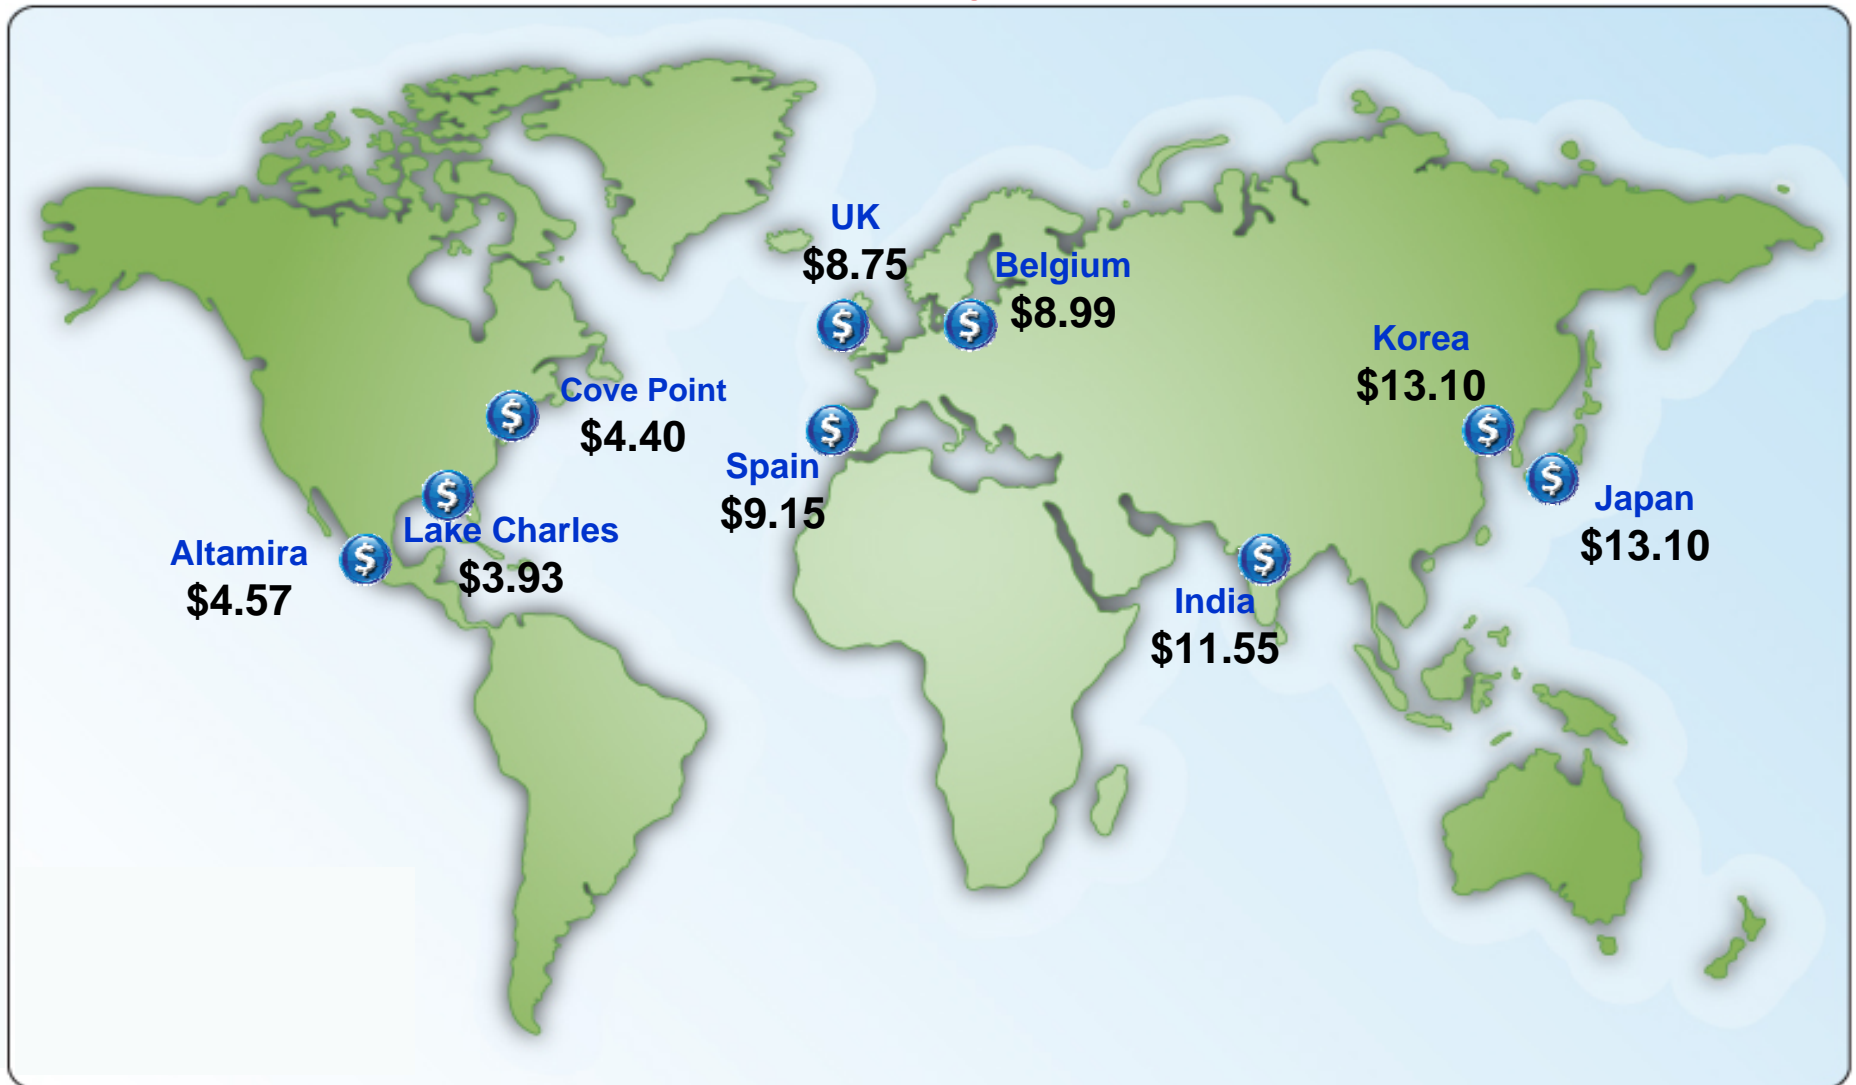 UK
$8.75
Belgium
$8.99
Korea
$13.10
Cove Point
$4.40
Spain
$9.15
Japan
$13.10
Lake Charles
$3.93
Altamira
$4.57
India
$11.55